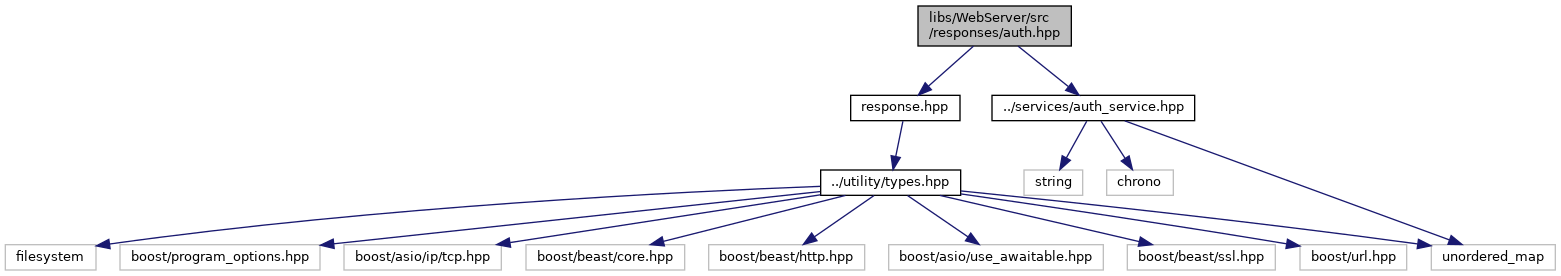 libs/WebServer/src
/responses/auth.hpp
response.hpp
../services/auth_service.hpp
../utility/types.hpp
string
chrono
filesystem
boost/program_options.hpp
boost/asio/ip/tcp.hpp
boost/beast/core.hpp
boost/beast/http.hpp
boost/asio/use_awaitable.hpp
boost/beast/ssl.hpp
boost/url.hpp
unordered_map